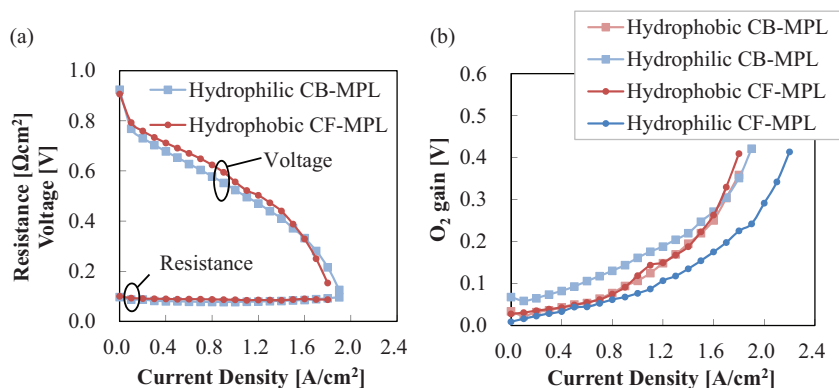 (a)
Resistance [Ωcm²]
Voltage [V]
1.0
0.8
0.6
0.4
0.2
0.0
Hydrophilic CB-MPL
Hydrophobic CF-MPL
Voltage
Resistance
0.0 0.6 1.2 1.8 2.4
Current Density [A/cm²]
(b)
Hydrophobic CB-MPL
Hydrophilic CB-MPL
Hydrophobic CF-MPL
Hydrophilic CF-MPL
O₂ gain [V]
0.6
0.5
0.4
0.3
0.2
0.1
0.0
0.0 0.4 0.8 1.2 1.6 2.0 2.4
Current Density [A/cm²]